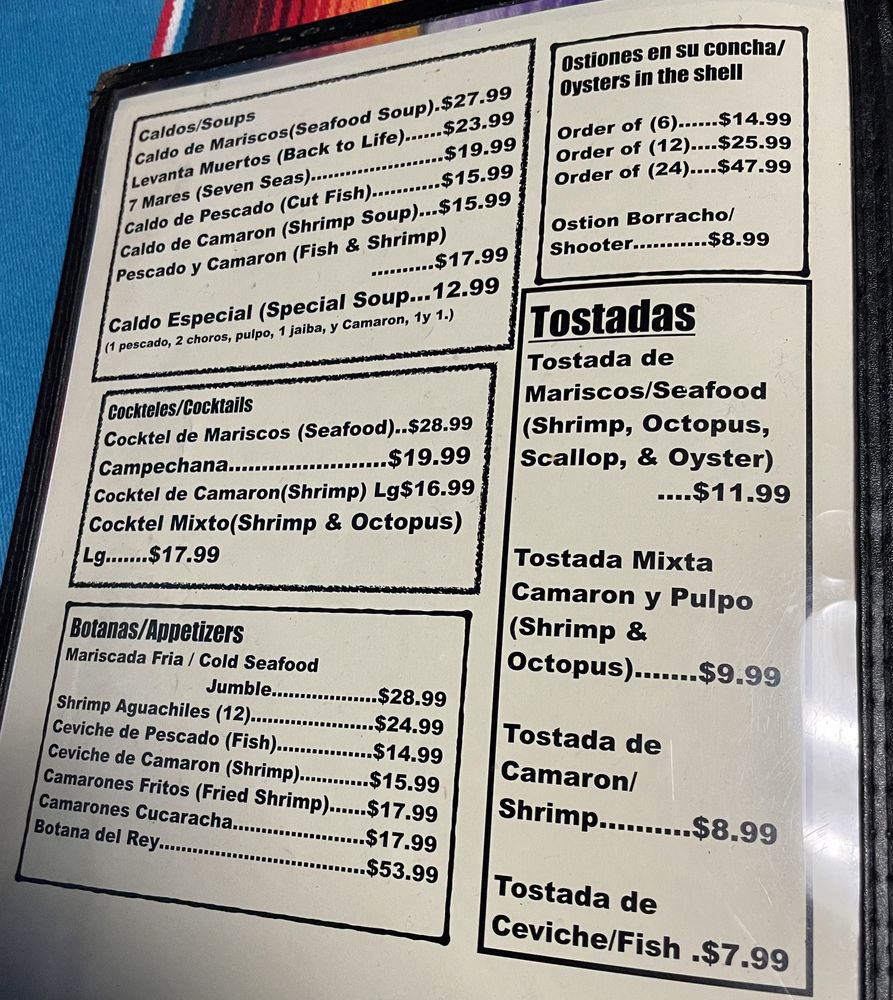 Caldos/Soups
Caldo de Mariscos(Seafood Soup).$27.99
Levanta Muertos (Back to Life)......$23.99
7 Mares (Seven Seas).......................$19.99
Caldo de Pescado (Cut Fish)...........$15.99
Caldo de Camaron (Shrimp Soup)...$15.99
Pescado y Camaron (Fish & Shrimp)
..........$17.99
Caldo Especial (Special Soup...12.99
(1 pescado, 2 choros, pulpo, 1 jaiba, y Camaron, 1y 1.)
Cockteles/Cocktails
Cocktel de Mariscos (Seafood)..$28.99
Campechana........................$19.99
Cocktel de Camaron(Shrimp) Lg$16.99
Cocktel Mixto(Shrimp & Octopus)
Lg.......$17.99
Botanas/Appetizers
Mariscada Fria / Cold Seafood
Jumble..................$28.99
Shrimp Aguachiles (12).....................$24.99
Ceviche de Pescado (Fish)................$14.99
Ceviche de Camaron (Shrimp)............$15.99
Camarones Fritos (Fried Shrimp)......$17.99
Camarones Cucaracha.......................$17.99
Botana del Rey...................................$53.99
Ostiones en su concha/
Oysters in the shell
Order of (6)......$14.99
Order of (12)....$25.99
Order of (24)....$47.99
Ostion Borracho/
Shooter...........$8.99
Tostadas
Tostada de
Mariscos/Seafood
(Shrimp, Octopus,
Scallop, & Oyster)
....$11.99
Tostada Mixta
Camaron y Pulpo
(Shrimp &
Octopus).......$9.99
Tostada de
Camaron/
Shrimp..........$8.99
Tostada de
Ceviche/Fish .$7.99